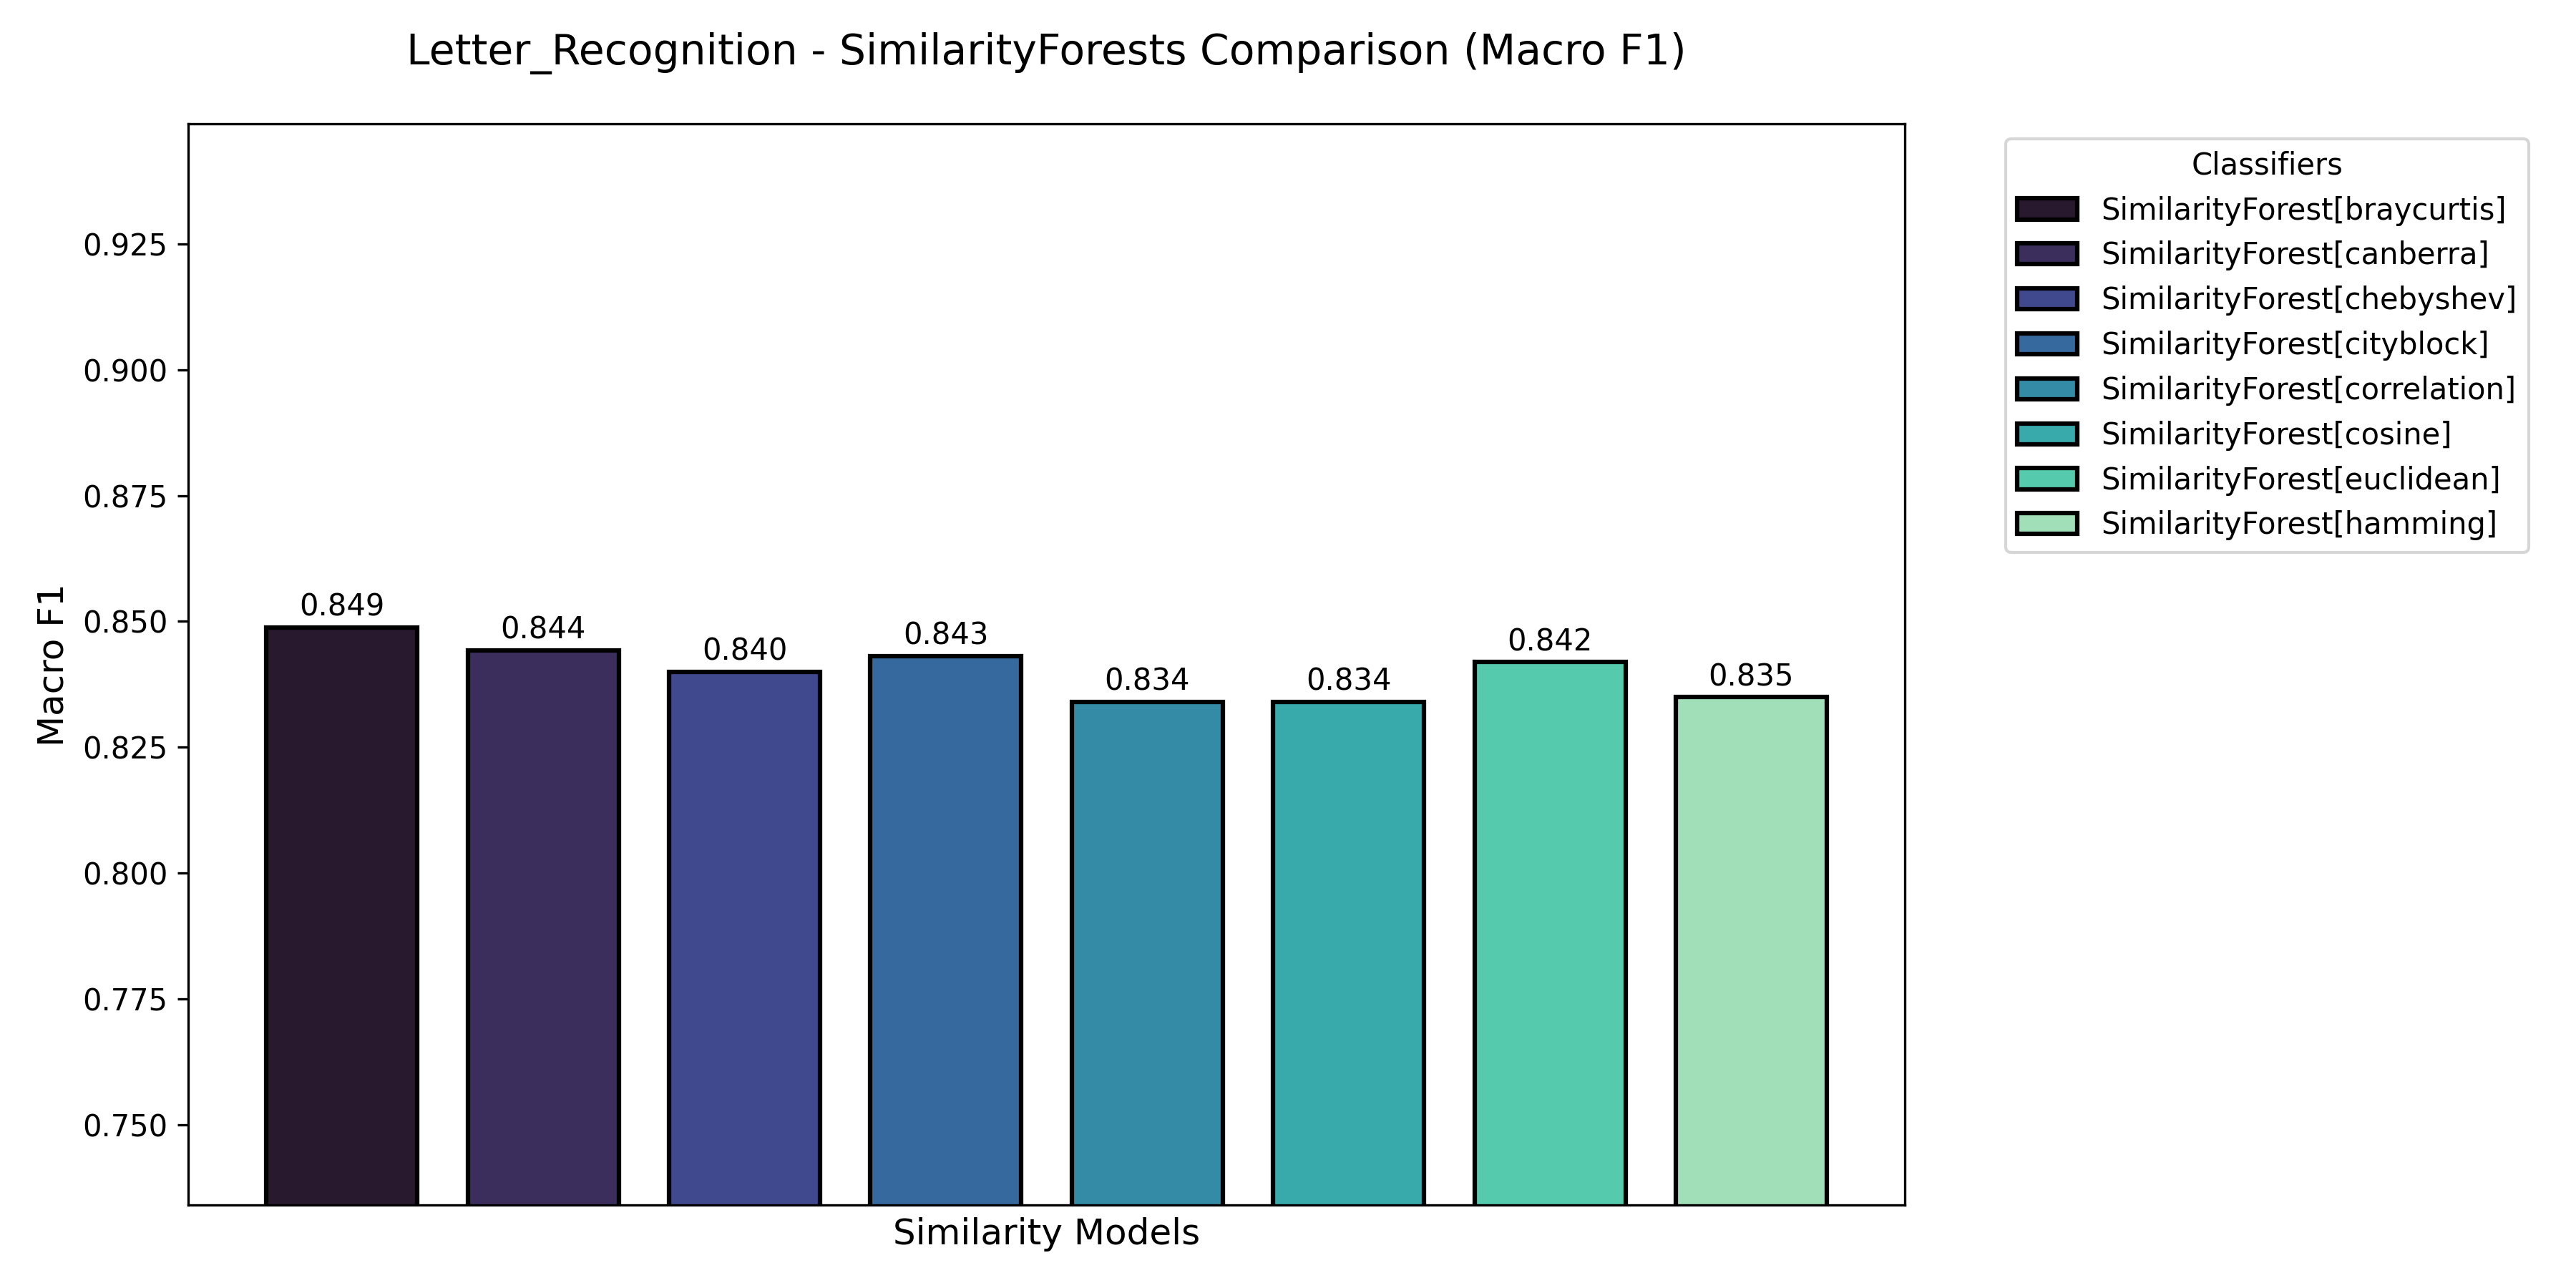 Letter_Recognition - SimilarityForests Comparison (Macro F1)
Macro F1
0.925
0.900
0.875
0.850
0.825
0.800
0.775
0.750
0.849
0.844
0.840
0.843
0.834
0.834
0.842
0.835
Similarity Models
Classifiers
SimilarityForest[braycurtis]
SimilarityForest[canberra]
SimilarityForest[chebyshev]
SimilarityForest[cityblock]
SimilarityForest[correlation]
SimilarityForest[cosine]
SimilarityForest[euclidean]
SimilarityForest[hamming]